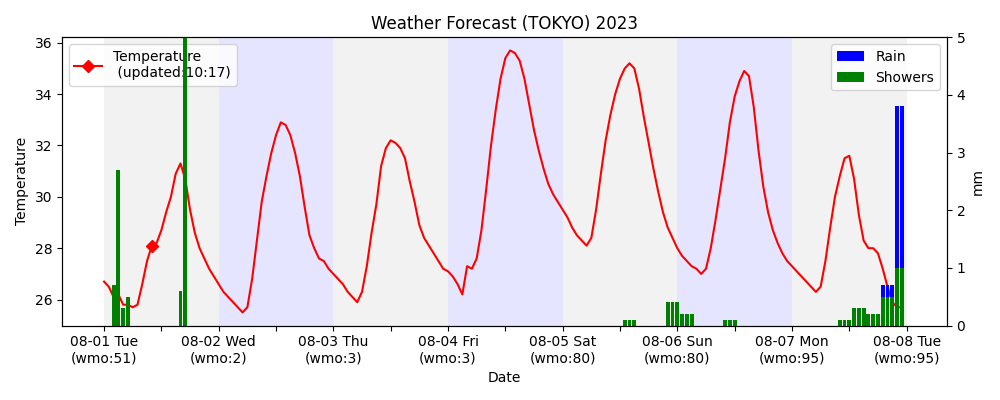 Weather Forecast (TOKYO) 2023
Temperature
(updated:10:17)
Rain
Showers
36
34
32
30
28
26
Temperature
5
4
3
2
1
0
mm
08-01 Tue
(wmo:51)
08-02 Wed
(wmo:2)
08-03 Thu
(wmo:3)
08-04 Fri
(wmo:3)
08-05 Sat
(wmo:80)
08-06 Sun
(wmo:80)
08-07 Mon
(wmo:95)
08-08 Tue
(wmo:95)
Date